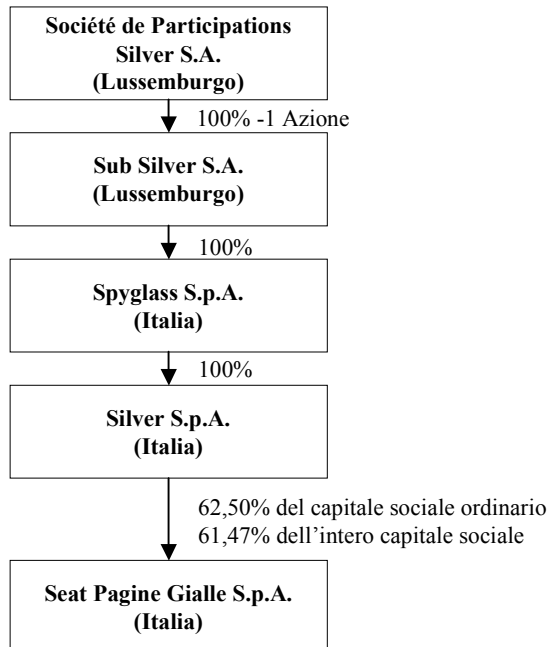 Société de Participations
Silver S.A.
(Lussemburgo)
100% -1 Azione
Sub Silver S.A.
(Lussemburgo)
100%
Spyglass S.p.A.
(Italia)
100%
Silver S.p.A.
(Italia)
62,50% del capitale sociale ordinario
61,47% dell'intero capitale sociale
Seat Pagine Gialle S.p.A.
(Italia)